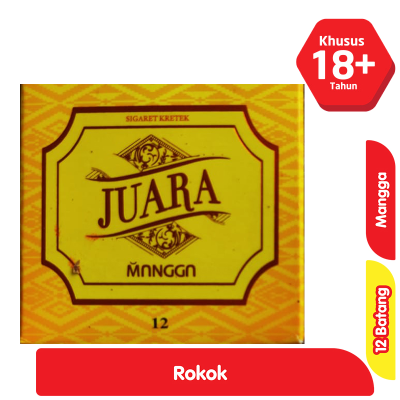 Khusus
18+
Tahun
SIGARET KRETEK
JUARA
MANGGA
12
Mangga
12 Batang
Rokok